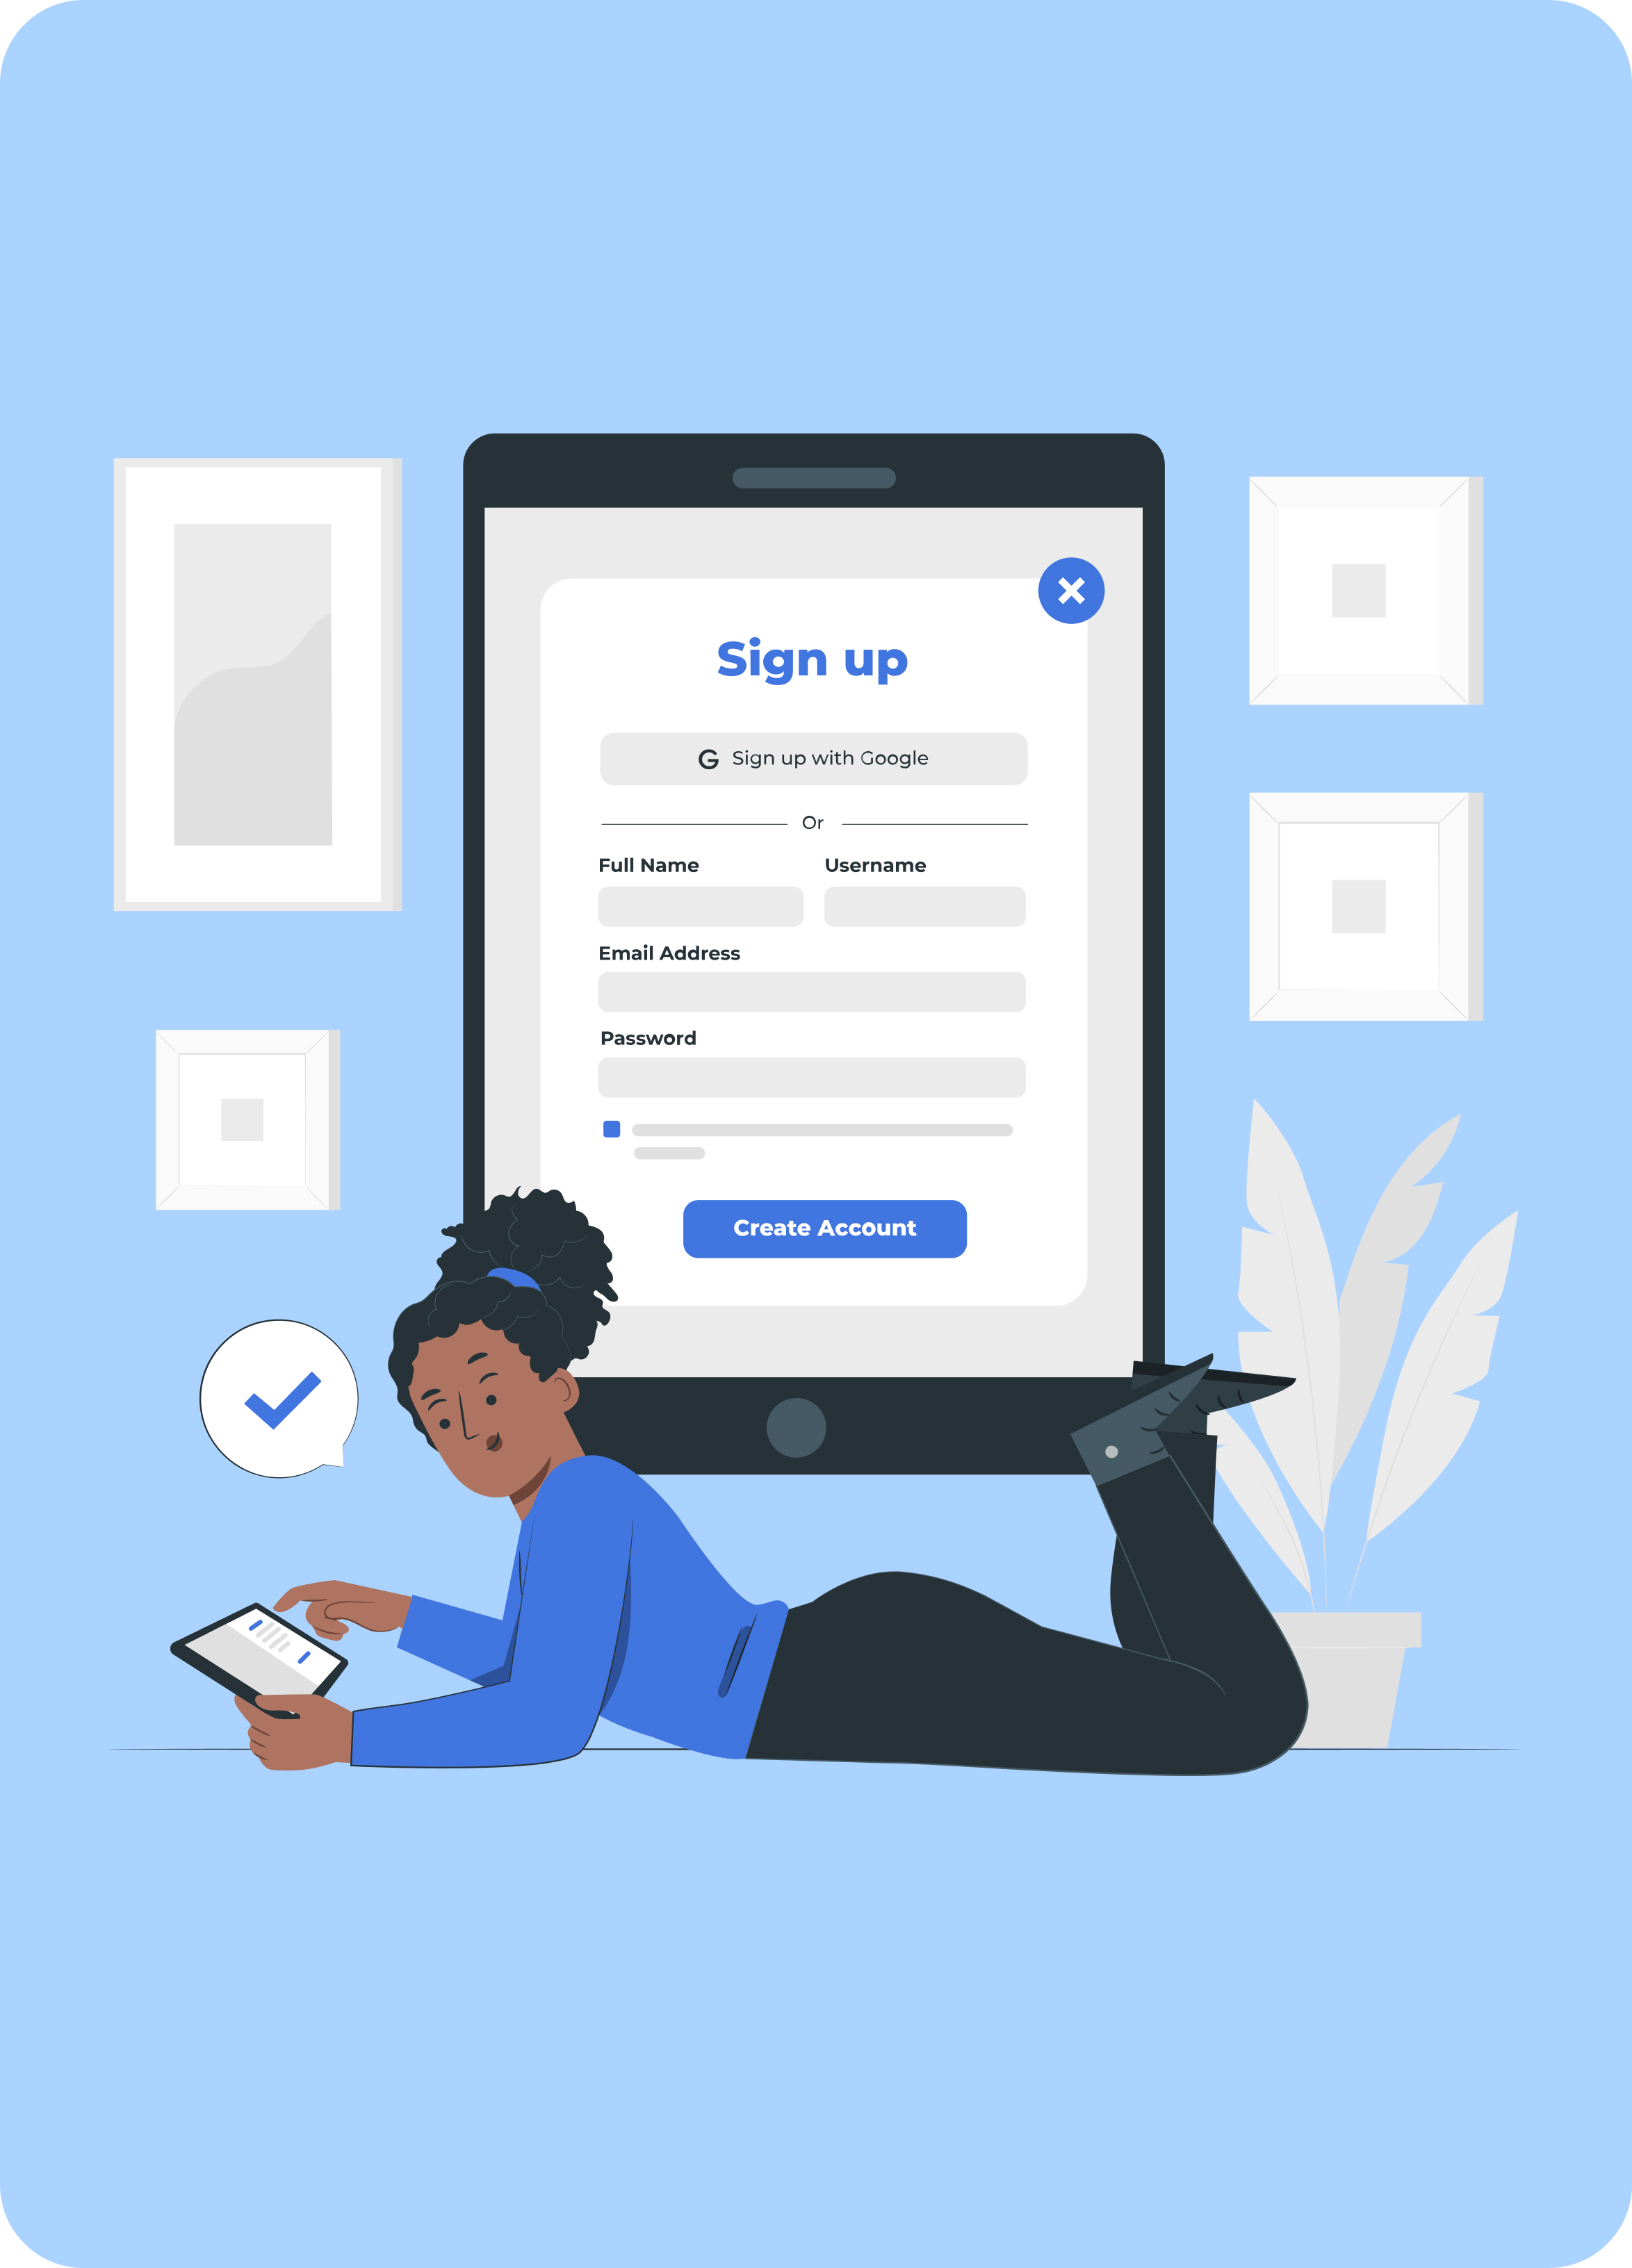 Sign up
G Sign up with Google
Or
Full Name Username
Email Address
Password
Create Account